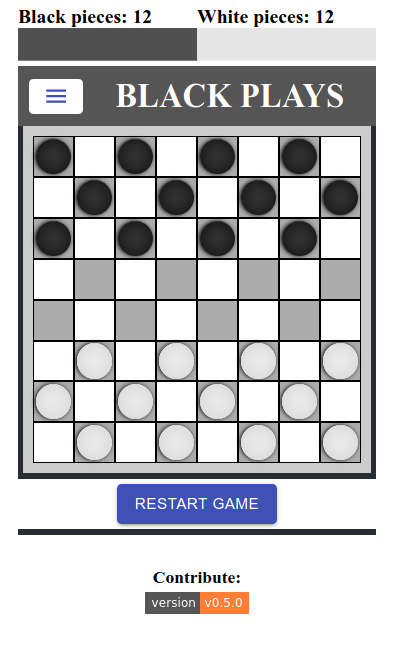 Black pieces: 12 White pieces: 12
BLACK PLAYS
RESTART GAME
Contribute:
version v0.5.0